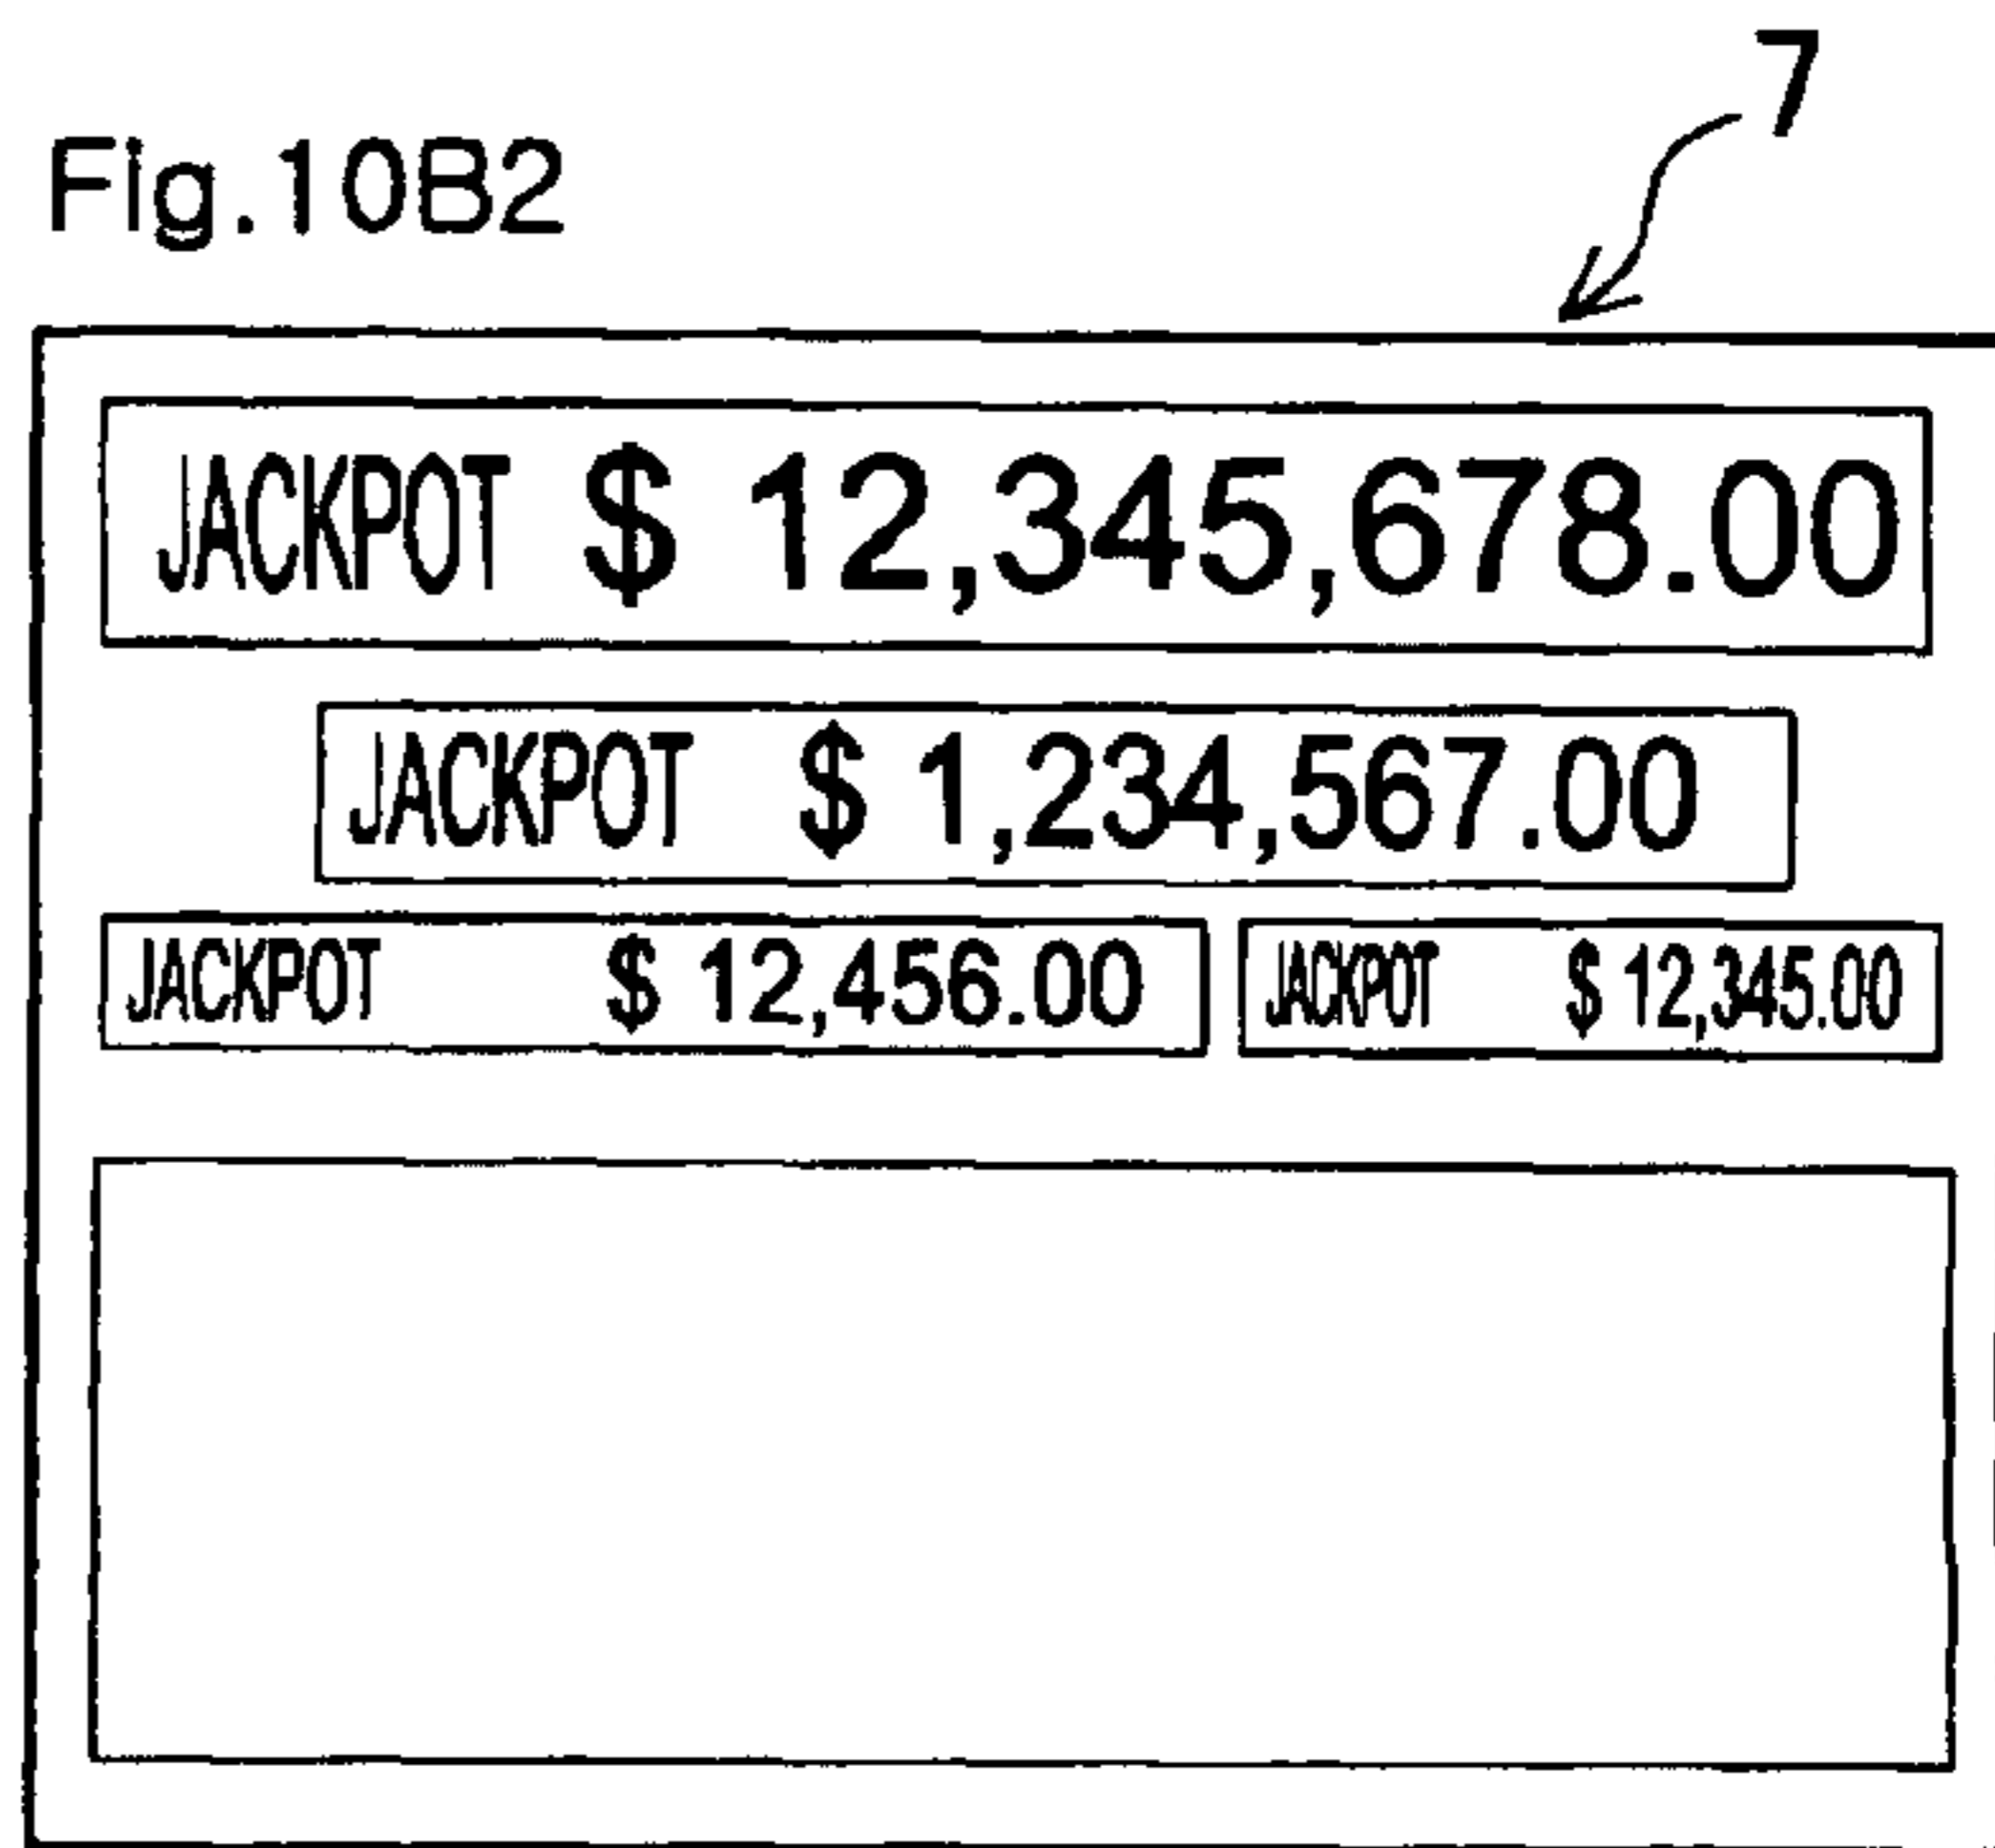 7
Fig.10B2
JACKPOT $ 12,345,678.00
JACKPOT $ 1,234,567.00
JACKPOT $ 12,456.00
JACKPOT $ 12,345.00